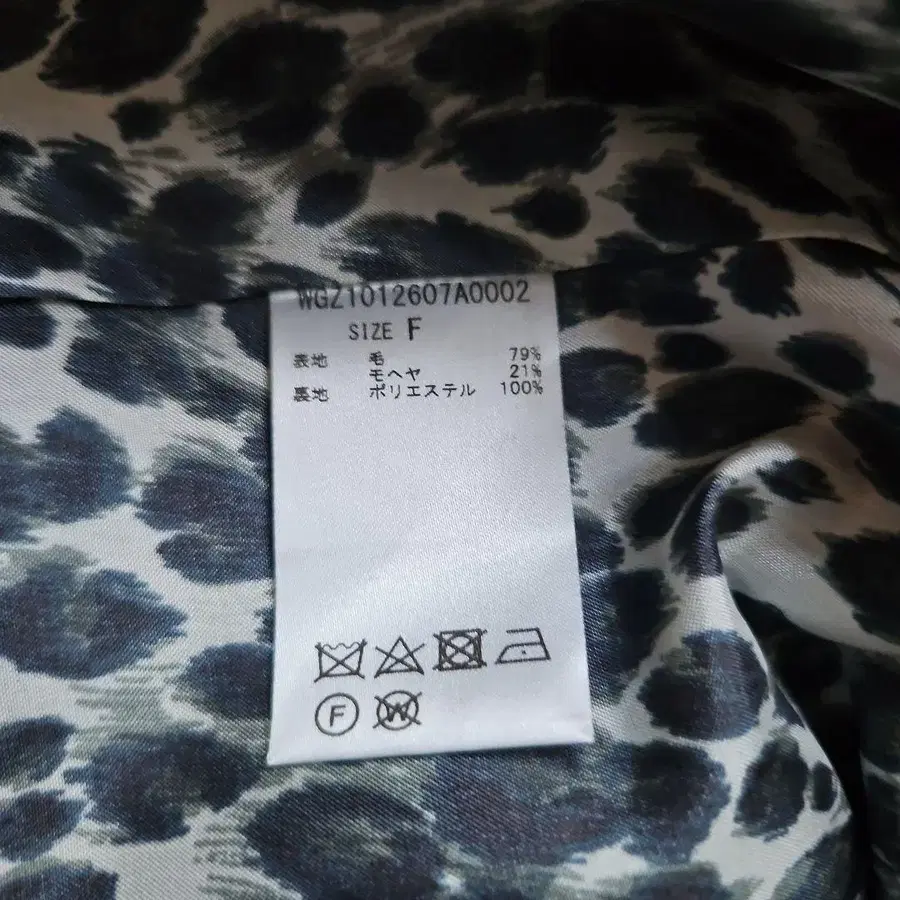 WGZ1012607A0002
SIZE F
表地 毛 79%
モヘヤ 21%
裏地 ポリエステル 100%
F W